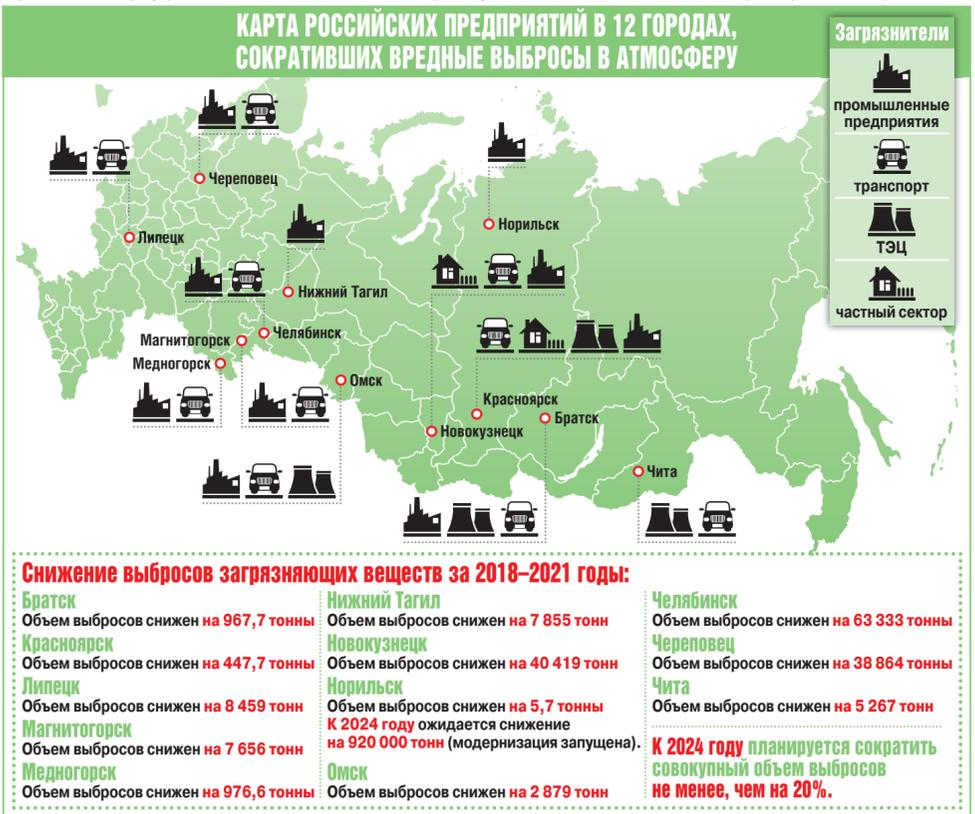 КАРТА РОССИЙСКИХ ПРЕДПРИЯТИЙ В 12 ГОРОДАХ,
СОКРАТИВШИХ ВРЕДНЫЕ ВЫБРОСЫ В АТМОСФЕРУ
Загрязнители
промышленные
предприятия
транспорт
ТЭЦ
частный сектор
Череповец
Липецк
Норильск
Нижний Тагил
Челябинск
Магнитогорск
Медногорск
Омск
Красноярск
Братск
Новокузнецк
Чита
Снижение выбросов загрязняющих веществ за 2018–2021 годы:
Братск
Объем выбросов снижен на 967,7 тонны
Красноярск
Объем выбросов снижен на 447,7 тонны
Липецк
Объем выбросов снижен на 8 459 тонн
Магнитогорск
Объем выбросов снижен на 7 656 тонн
Медногорск
Объем выбросов снижен на 976,6 тонны
Нижний Тагил
Объем выбросов снижен на 7 855 тонн
Новокузнецк
Объем выбросов снижен на 40 419 тонн
Норильск
Объем выбросов снижен на 5,7 тонны
К 2024 году ожидается снижение
на 920 000 тонн (модернизация запущена).
Омск
Объем выбросов снижен на 2 879 тонн
Челябинск
Объем выбросов снижен на 63 333 тонны
Череповец
Объем выбросов снижен на 38 864 тонны
Чита
Объем выбросов снижен на 5 267 тонн
К 2024 году планируется сократить
совокупный объем выбросов
не менее, чем на 20%.